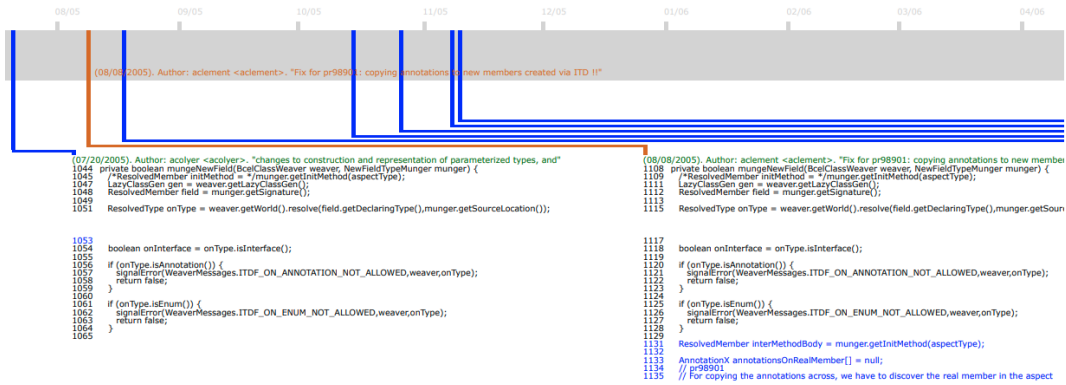 08/05 09/05 10/05 11/05 12/05 01/06 02/06 03/06 04/06
(08/08/2005). Author: aclement <aclement>. "Fix for pr98901: copying annotations to new members created via ITD !!"
(07/20/2005). Author: acolyer <acolyer>. "changes to construction and representation of parameterized types, and"
1044 private boolean mungeNewField(BcelClassWeaver weaver, NewFieldTypeMunger munger) {
1045 /*ResolvedMember initMethod = */munger.getInitMethod(aspectType);
1047 LazyClassGen gen = weaver.getLazyClassGen();
1048 ResolvedMember field = munger.getSignature();
1049
1051 ResolvedType onType = weaver.getWorld().resolve(field.getDeclaringType(),munger.getSourceLocation());
1053
1054 boolean onInterface = onType.isInterface();
1055
1056 if (onType.isAnnotation()) {
1057 signalError(WeaverMessages.ITDF_ON_ANNOTATION_NOT_ALLOWED,weaver,onType);
1058 return false;
1059 }
1060
1061 if (onType.isEnum()) {
1062 signalError(WeaverMessages.ITDF_ON_ENUM_NOT_ALLOWED,weaver,onType);
1063 return false;
1064 }
1065
(08/08/2005). Author: aclement <aclement>. "Fix for pr98901: copying annotations to new membe
1108 private boolean mungeNewField(BcelClassWeaver weaver, NewFieldTypeMunger munger) {
1109 /*ResolvedMember initMethod = */munger.getInitMethod(aspectType);
1111 LazyClassGen gen = weaver.getLazyClassGen();
1112 ResolvedMember field = munger.getSignature();
1113
1115 ResolvedType onType = weaver.getWorld().resolve(field.getDeclaringType(),munger.getSour
1117
1118 boolean onInterface = onType.isInterface();
1119
1120 if (onType.isAnnotation()) {
1121 signalError(WeaverMessages.ITDF_ON_ANNOTATION_NOT_ALLOWED,weaver,onType);
1122 return false;
1123 }
1124
1125 if (onType.isEnum()) {
1126 signalError(WeaverMessages.ITDF_ON_ENUM_NOT_ALLOWED,weaver,onType);
1127 return false;
1128 }
1129
1131 ResolvedMember interMethodBody = munger.getInitMethod(aspectType);
1132
1133 AnnotationX annotationsOnRealMember[] = null;
1134 // pr98901
1135 // For copying the annotations across, we have to discover the real member in the aspect